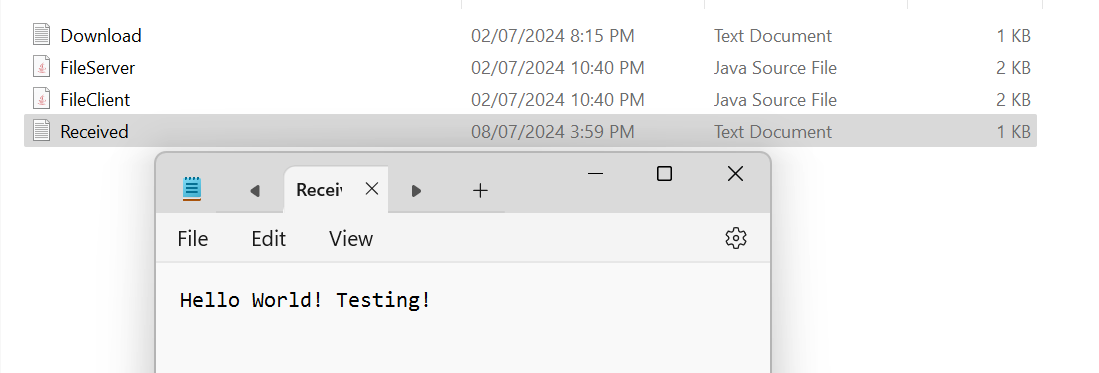 Download 02/07/2024 8:15 PM Text Document 1 KB
FileServer 02/07/2024 10:40 PM Java Source File 2 KB
FileClient 02/07/2024 10:40 PM Java Source File 2 KB
Received 08/07/2024 3:59 PM Text Document 1 KB
Recei
File Edit View
Hello World! Testing!